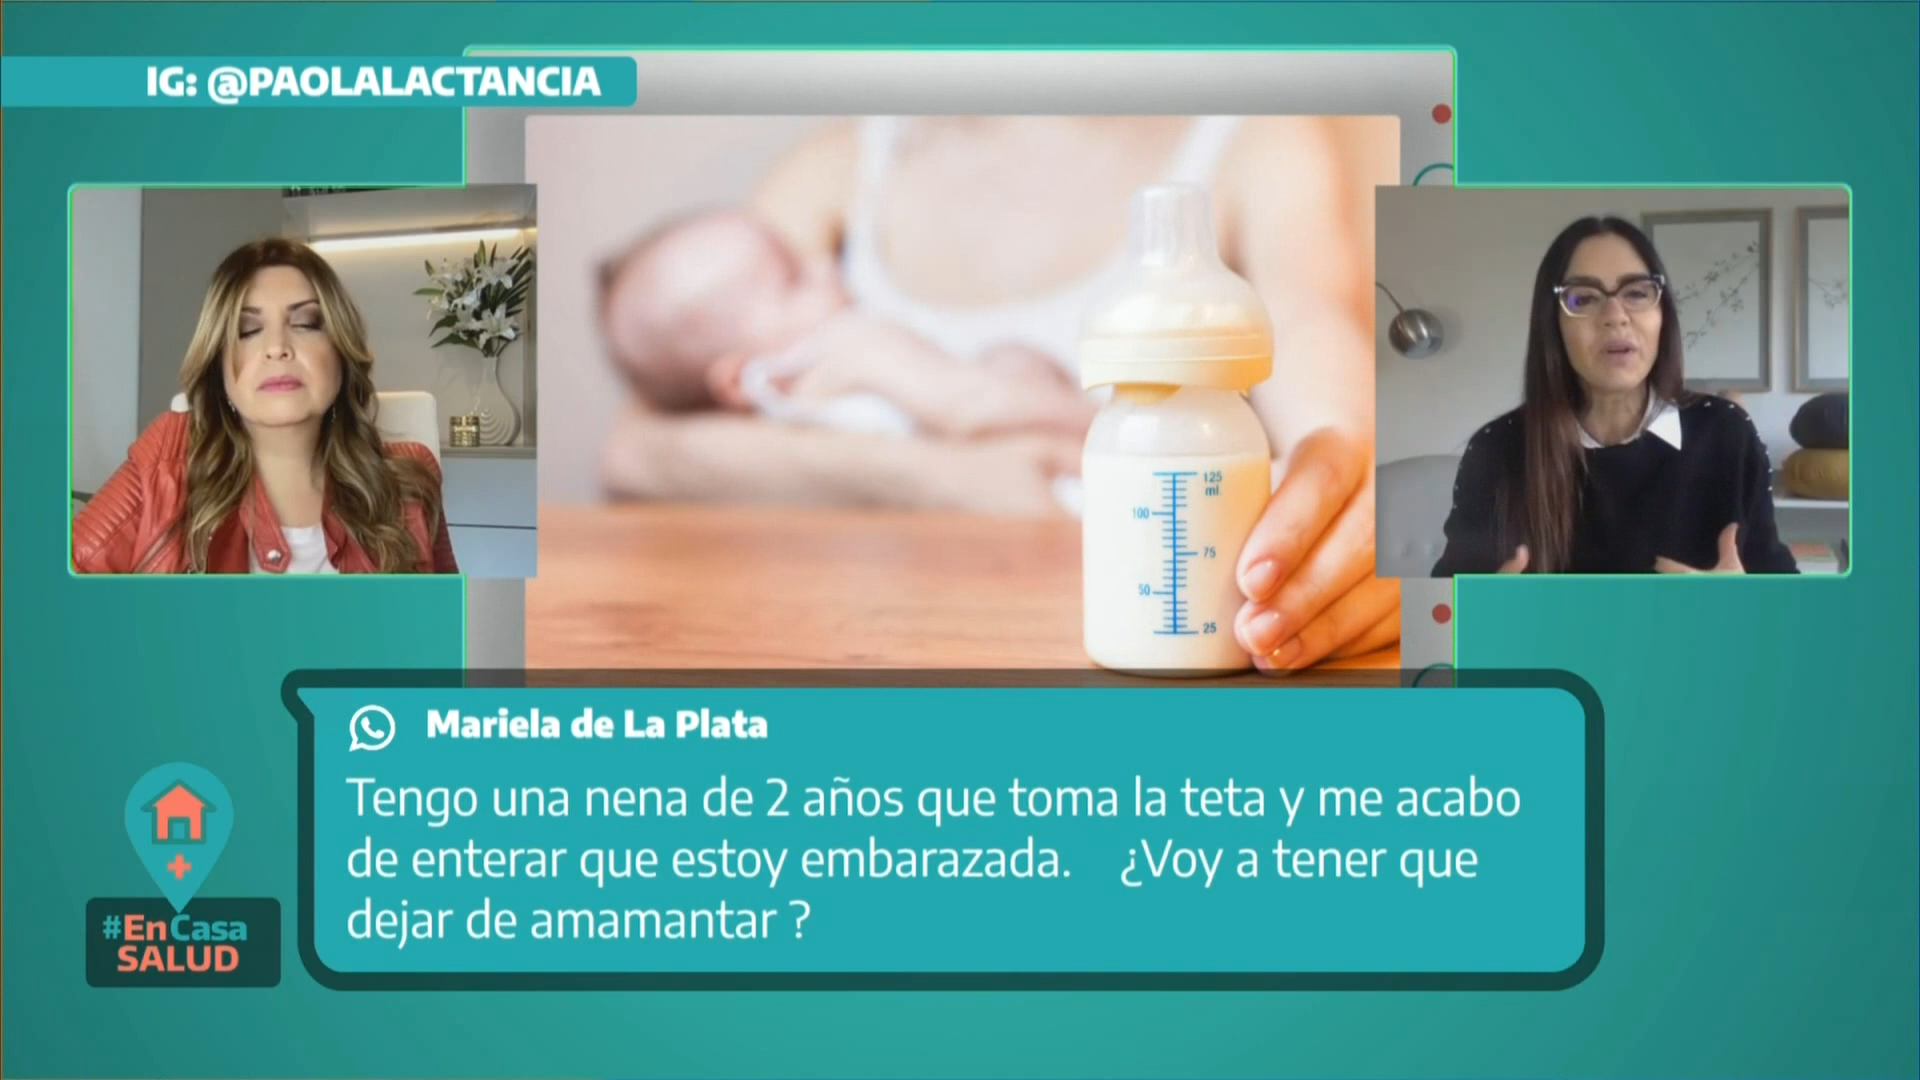 IG: @PAOLALACTANCIA
125
ml.
100
75
50
25
Mariela de La Plata
Tengo una nena de 2 años que toma la teta y me acabo
de enterar que estoy embarazada. ¿Voy a tener que
dejar de amamantar ?
#EnCasa
SALUD